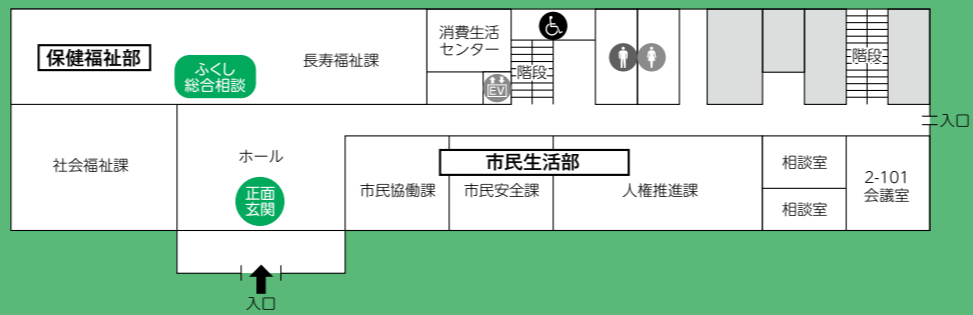 保健福祉部
ふくし
総合相談
長寿福祉課
消費生活
センター
EV
階段
階段
入口
社会福祉課
ホール
正面
玄関
市民生活部
市民協働課
市民安全課
人権推進課
相談室
相談室
2-101
会議室
入口